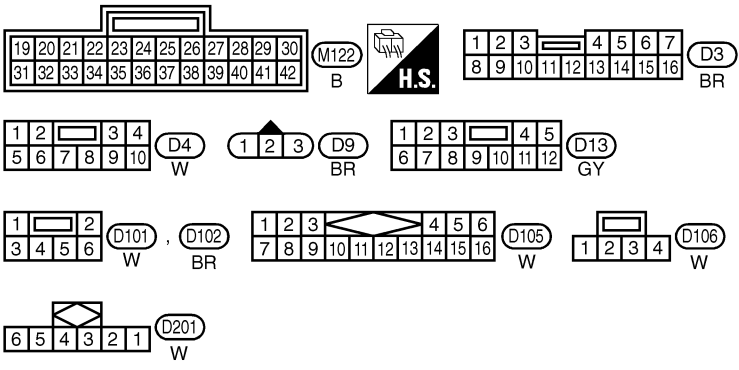 19 20 21 22 23 24 25 26 27 28 29 30
31 32 33 34 35 36 37 38 39 40 41 42
M122
B
H.S.
1 2 3 4 5 6 7
8 9 10 11 12 13 14 15 16
D3
BR
1 2 3 4
5 6 7 8 9 10
D4
W
1 2 3
D9
BR
1 2 3 4 5
6 7 8 9 10 11 12
D13
GY
1 2
3 4 5 6
D101
W
,
D102
BR
1 2 3 4 5 6
7 8 9 10 11 12 13 14 15 16
D105
W
1 2 3 4
D106
W
6 5 4 3 2 1
D201
W